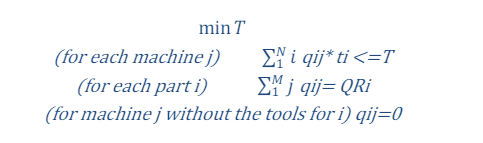 min T
(for each machine j) ∑₁ᴺ i qij* ti <=T
(for each part i) ∑₁ᴹ j qij= QRi
(for machine j without the tools for i) qij=0